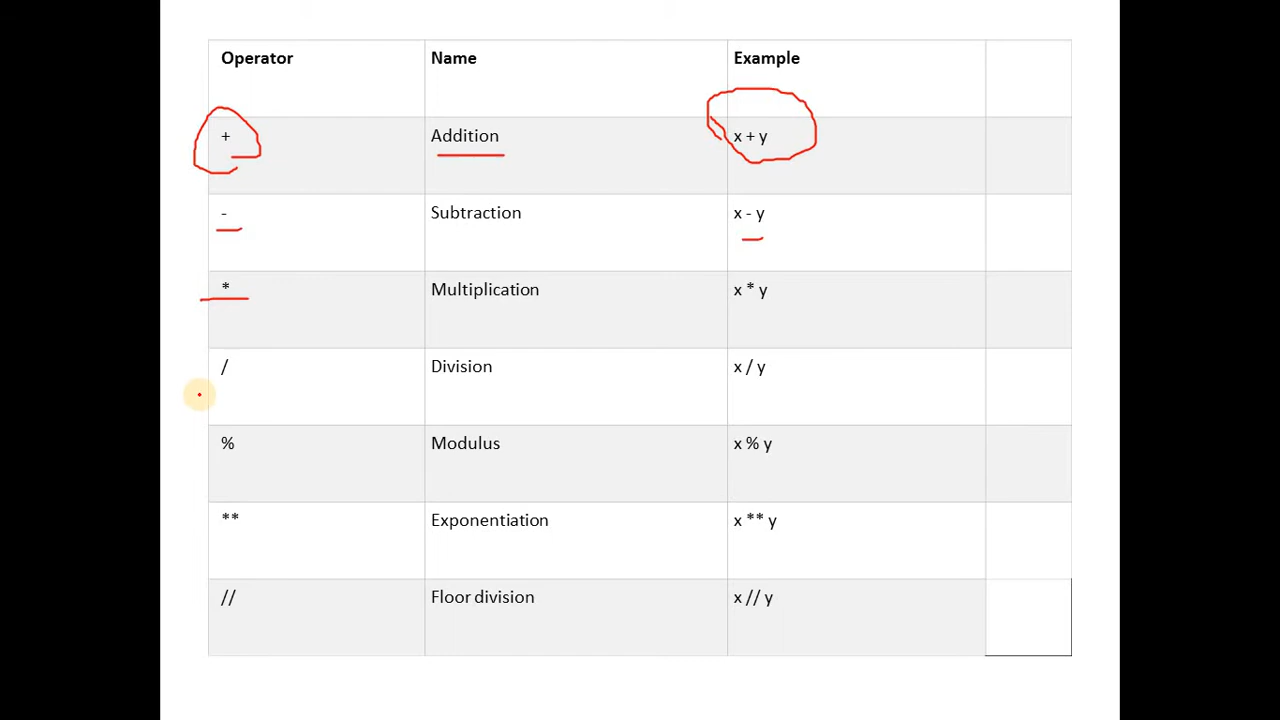 Operator Name Example
+ Addition x + y
- Subtraction x - y
* Multiplication x * y
/ Division x / y
% Modulus x % y
** Exponentiation x ** y
// Floor division x // y